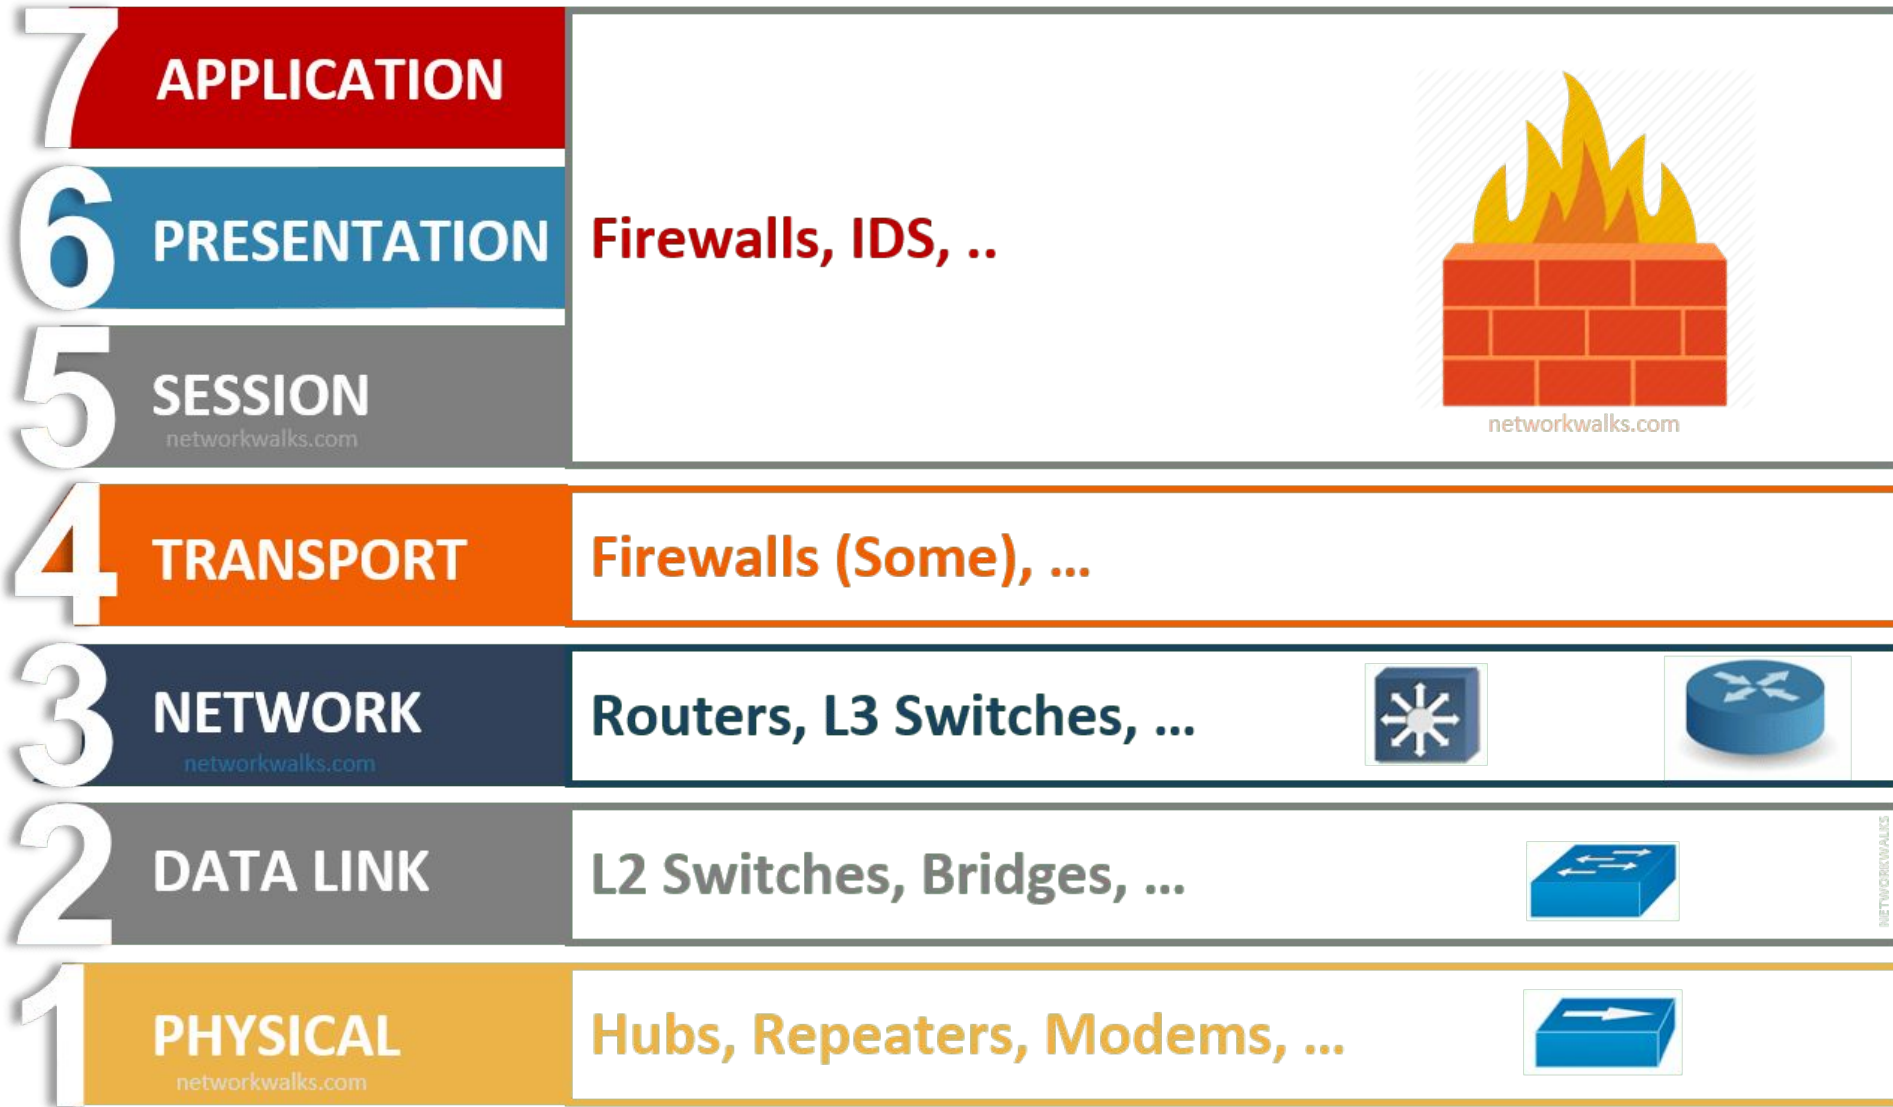 7
APPLICATION
6
PRESENTATION
Firewalls, IDS, ..
5
SESSION
networkwalks.com
networkwalks.com
4
TRANSPORT
Firewalls (Some), ...
3
NETWORK
networkwalks.com
Routers, L3 Switches, ...
2
DATA LINK
L2 Switches, Bridges, ...
NETWORKWALKS
1
PHYSICAL
networkwalks.com
Hubs, Repeaters, Modems, ...